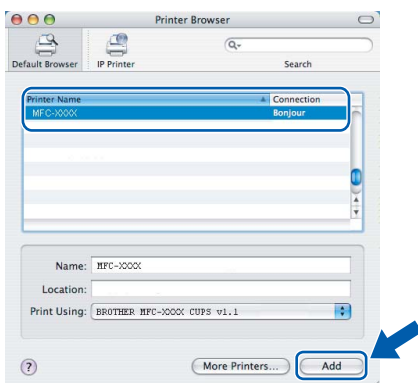 Printer Browser
Default Browser
IP Printer
Search
Printer Name
Connection
MFC-XXXX
Bonjour
Name: MFC-XXXX
Location:
Print Using: BROTHER MFC-XXXX CUPS v1.1
?
More Printers...
Add